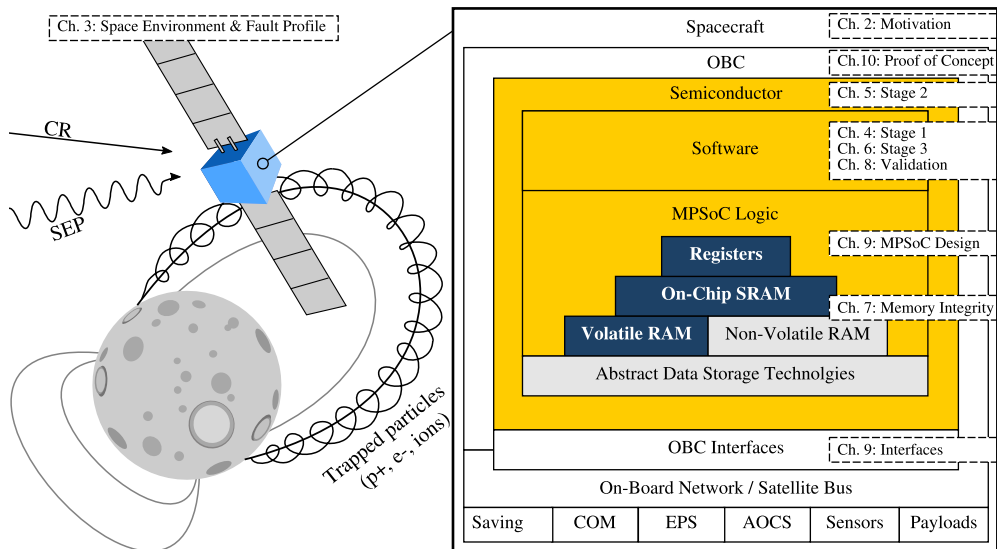 Ch. 3: Space Environment & Fault Profile
CR
SEP
Trapped particles
(p+, e-, ions)
Spacecraft
Ch. 2: Motivation
OBC
Ch.10: Proof of Concept
Semiconductor
Ch. 5: Stage 2
Software
Ch. 4: Stage 1
Ch. 6: Stage 3
Ch. 8: Validation
MPSoC Logic
Ch. 9: MPSoC Design
Registers
On-Chip SRAM
Ch. 7: Memory Integrity
Volatile RAM
Non-Volatile RAM
Abstract Data Storage Technolgies
OBC Interfaces
Ch. 9: Interfaces
On-Board Network / Satellite Bus
Saving
COM
EPS
AOCS
Sensors
Payloads